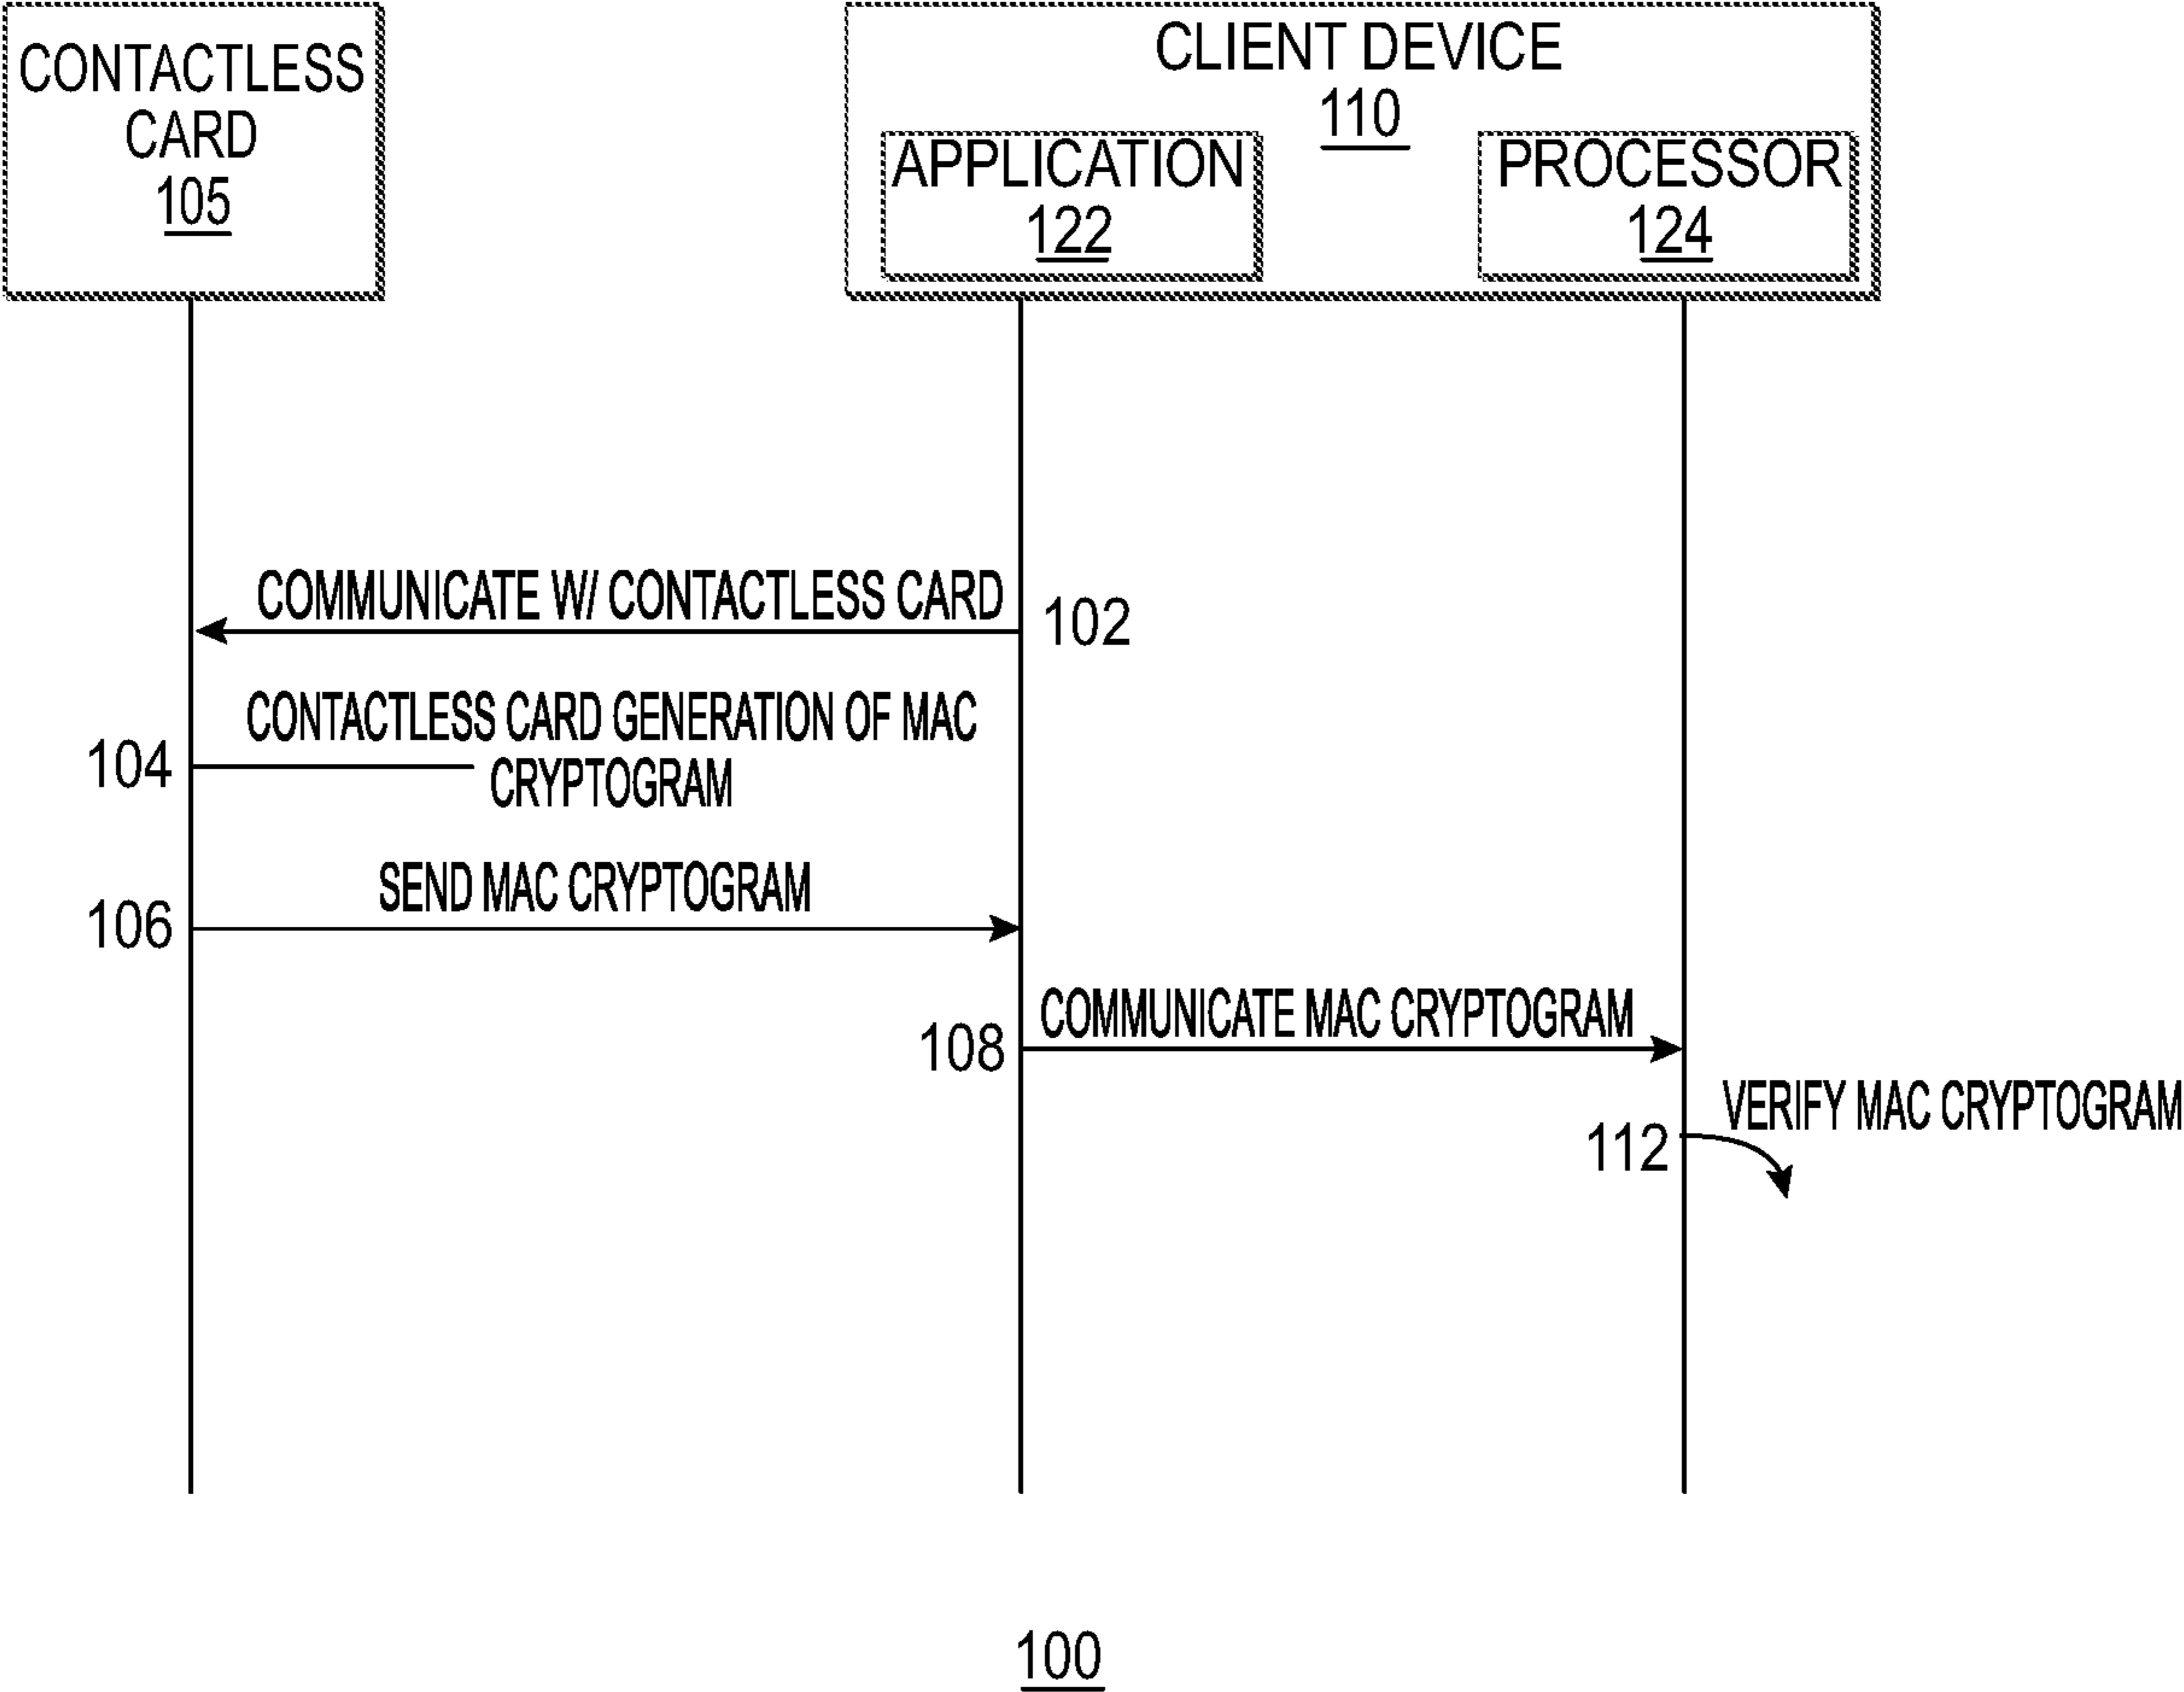 CONTACTLESS
CARD
105
CLIENT DEVICE
110
APPLICATION
122
PROCESSOR
124
COMMUNICATE W/ CONTACTLESS CARD
102
CONTACTLESS CARD GENERATION OF MAC
104
CRYPTOGRAM
SEND MAC CRYPTOGRAM
106
COMMUNICATE MAC CRYPTOGRAM
108
VERIFY MAC CRYPTOGRAM
112
100